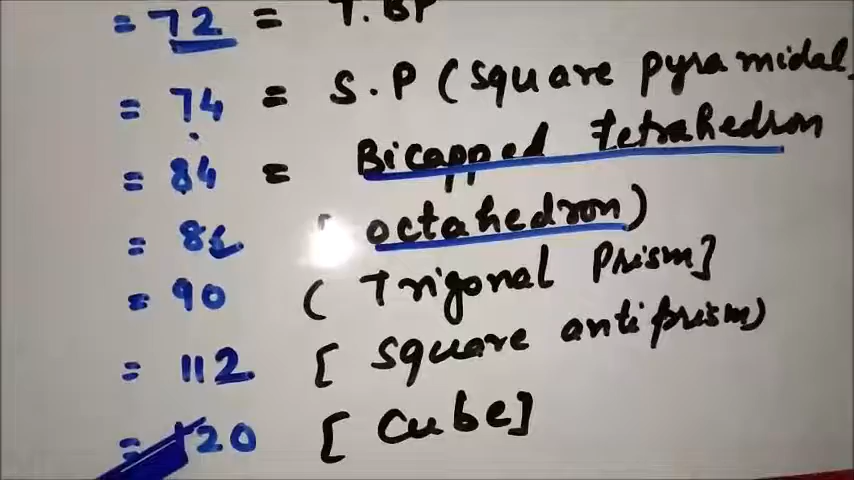 = 72 = T.BP
= 74 = S.P (square pyramidal
= 84 = Bicapped tetrahedron
= 86 ( octahedron)
= 90 ( Trigonal Prism]
= 112 [ square antiprism)
= 120 [ Cube]